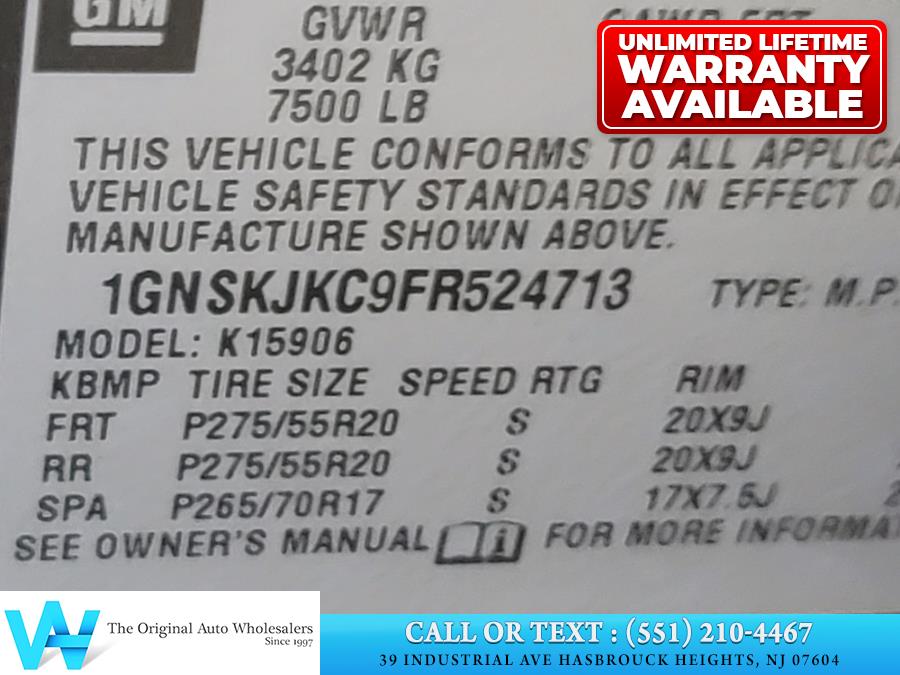 GM
GVWR
3402 KG
7500 LB
UNLIMITED LIFETIME
WARRANTY
AVAILABLE
THIS VEHICLE CONFORMS TO ALL APPLICA
VEHICLE SAFETY STANDARDS IN EFFECT O
MANUFACTURE SHOWN ABOVE.
1GNSKJKC9FR524713 TYPE: M.P.
MODEL: K15906
KBMP TIRE SIZE SPEED RTG RIM
FRT P275/55R20 S 20X9J
RR P275/55R20 S 20X9J
SPA P265/70R17 S 17X7.5J
SEE OWNER'S MANUAL FOR MORE INFORMA
The Original Auto Wholesalers
Since 1997
CALL OR TEXT : (551) 210-4467
39 INDUSTRIAL AVE HASBROUCK HEIGHTS, NJ 07604